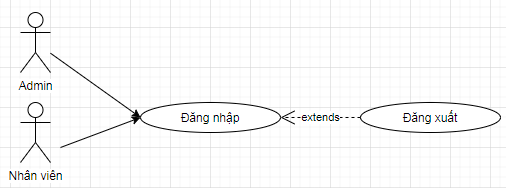 Admin
Đăng nhập
extends
Đăng xuất
Nhân viên